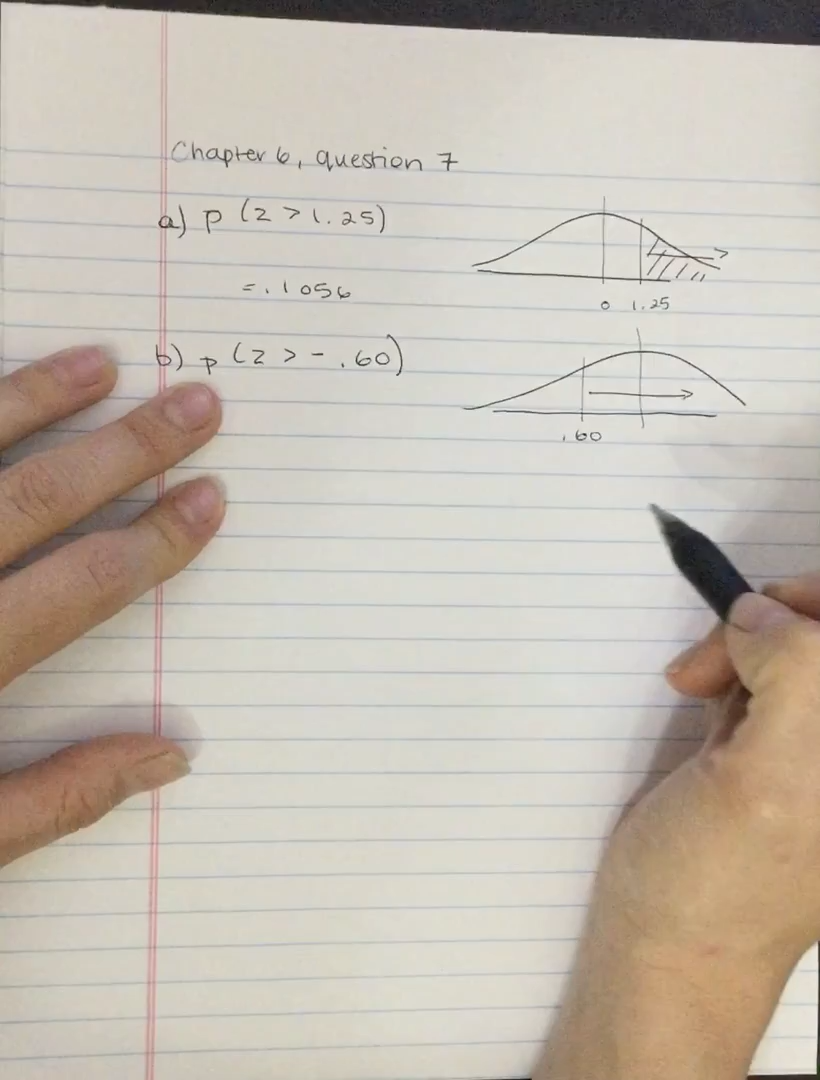 Chapter 6, question 7
a) p (z > 1.25)
0 1.25
= .1056
b) p (z > - .60)
.60